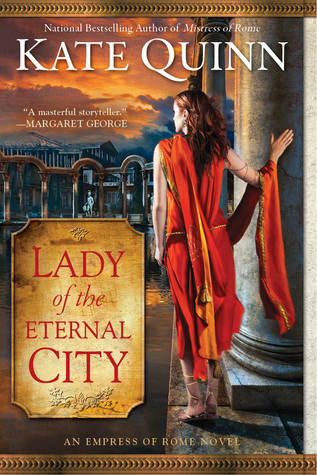 National Bestselling Author of Mistress of Rome
KATE QUINN
“A masterful storyteller.”
—MARGARET GEORGE
LADY
of the
ETERNAL
CITY
AN EMPRESS OF ROME NOVEL